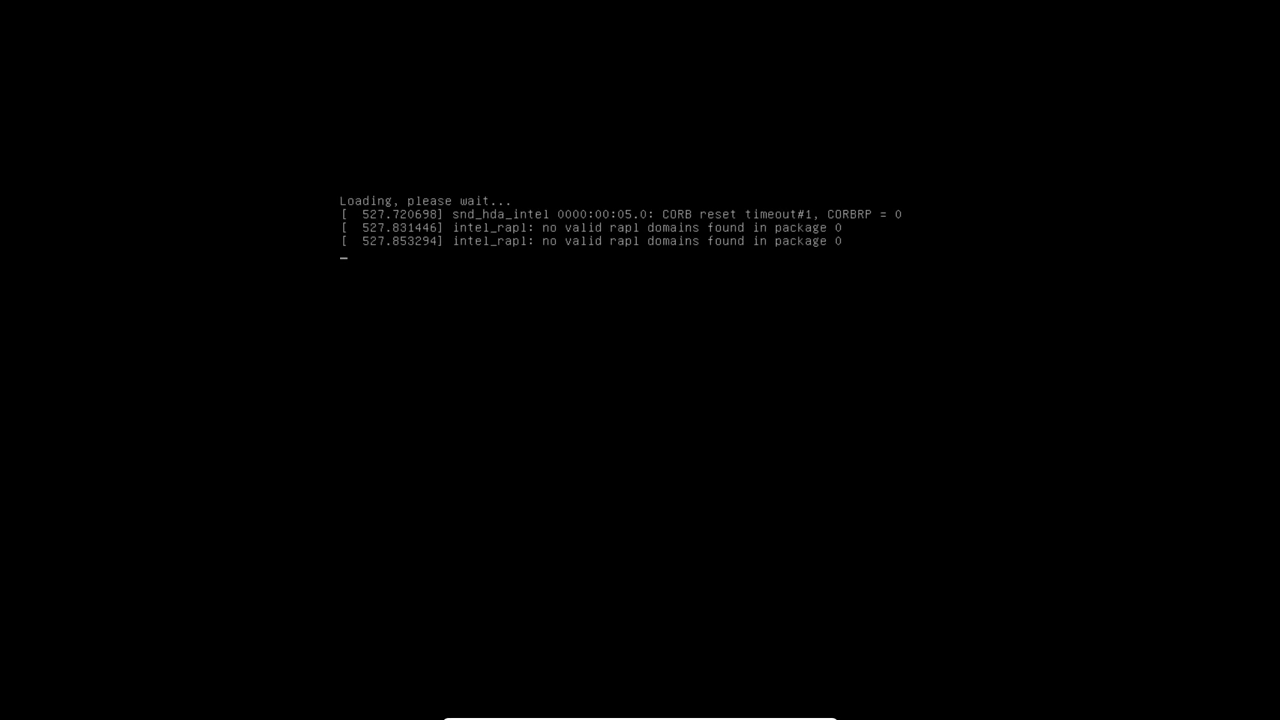 Loading, please wait...
[  527.720698] snd_hda_intel 0000:00:05.0: CORB reset timeout#1, CORBRP = 0
[  527.831446] intel_rapl: no valid rapl domains found in package 0
[  527.853294] intel_rapl: no valid rapl domains found in package 0